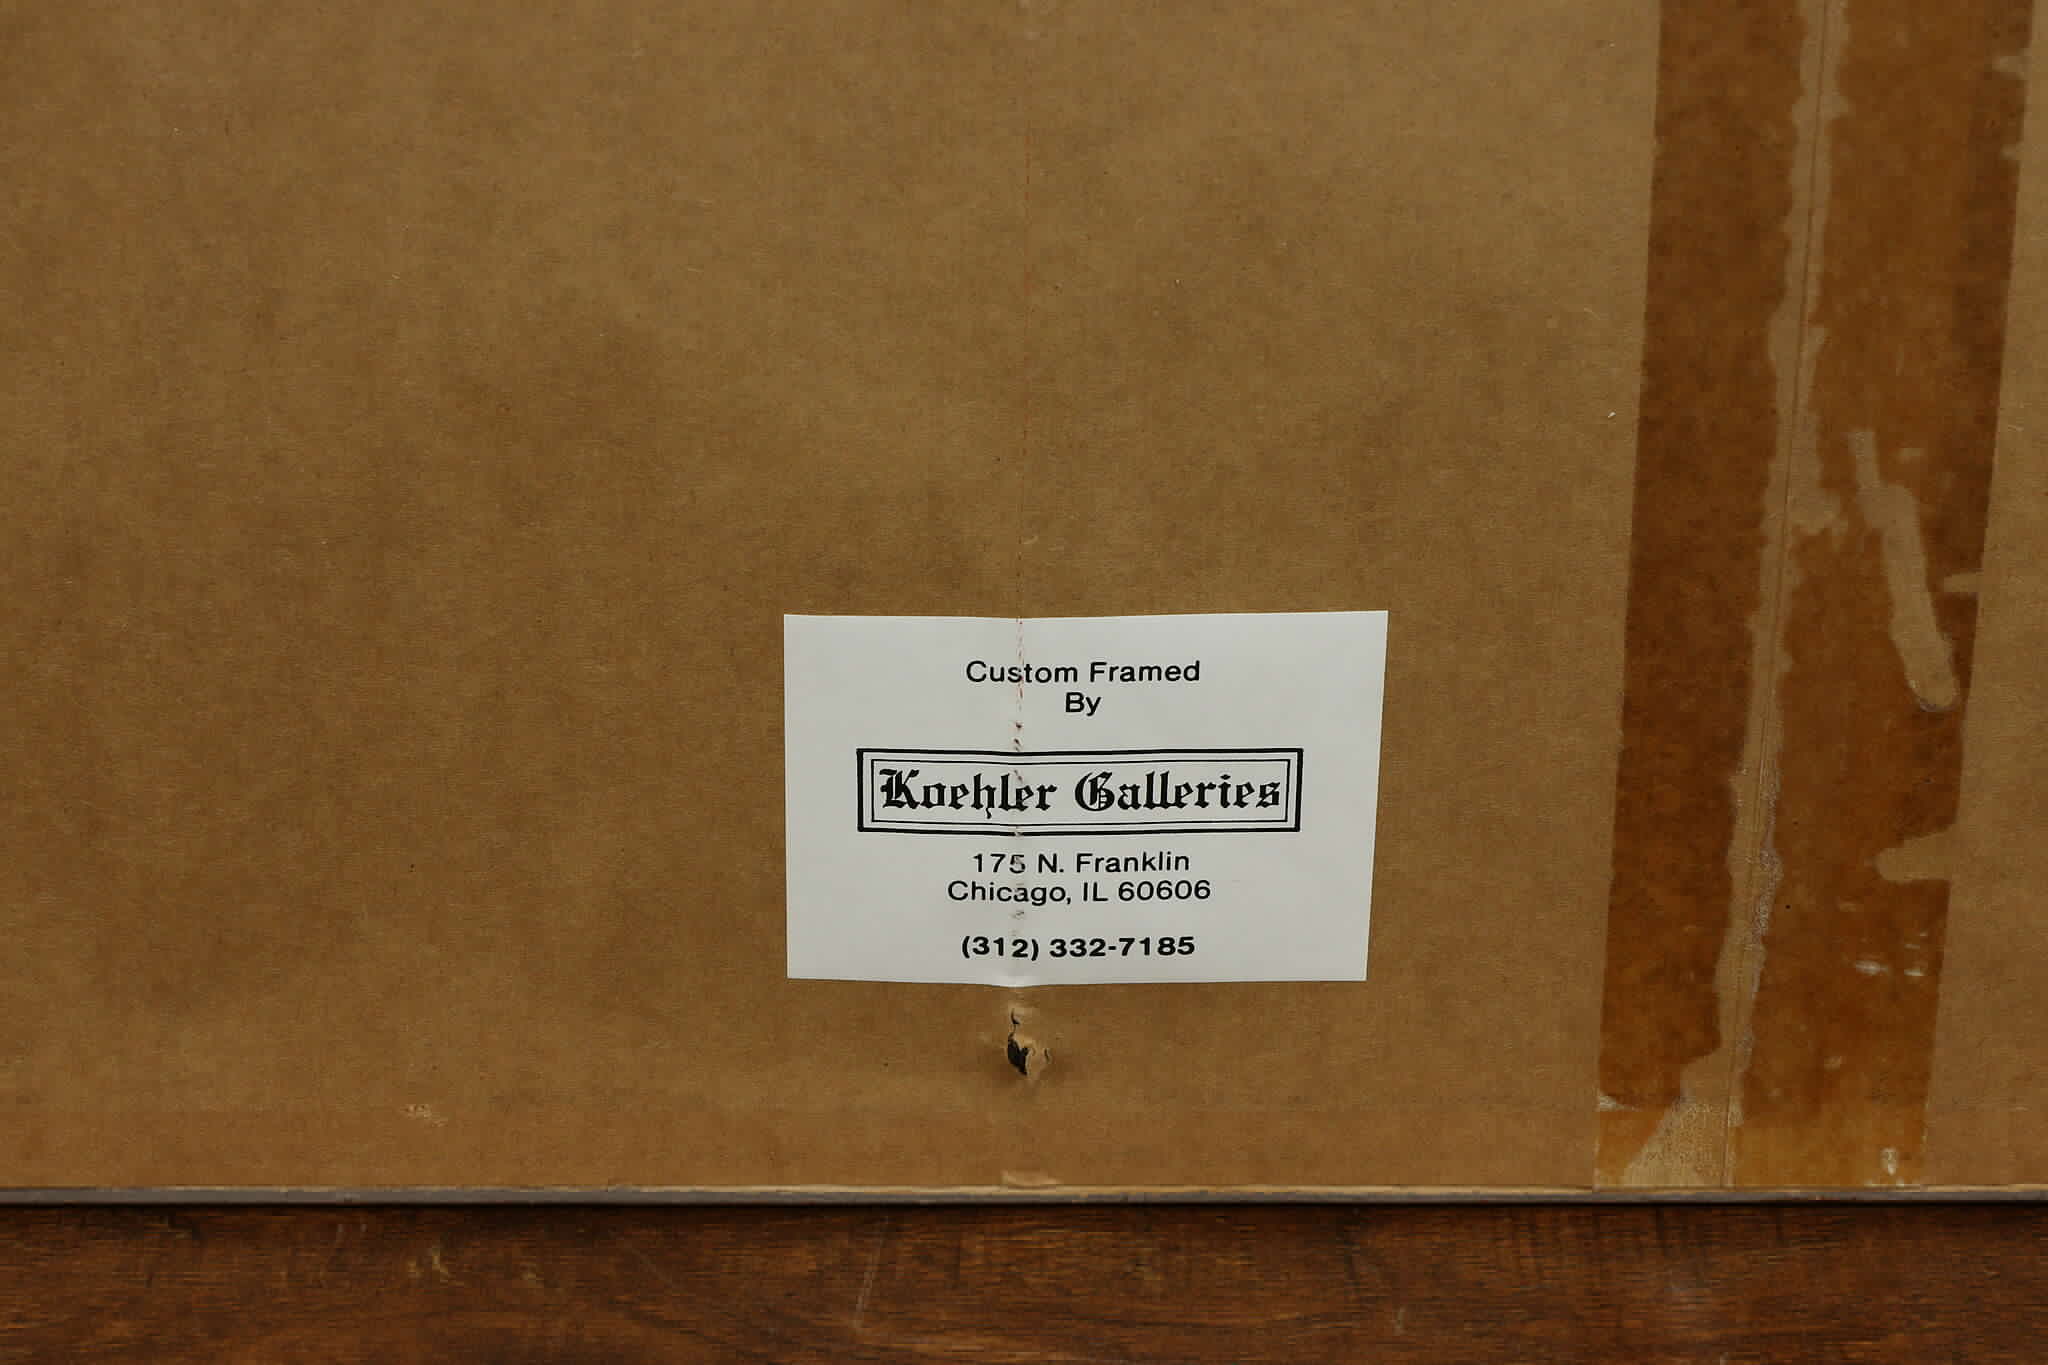 Custom Framed
By
Koehler Galleries
175 N. Franklin
Chicago, IL 60606
(312) 332-7185